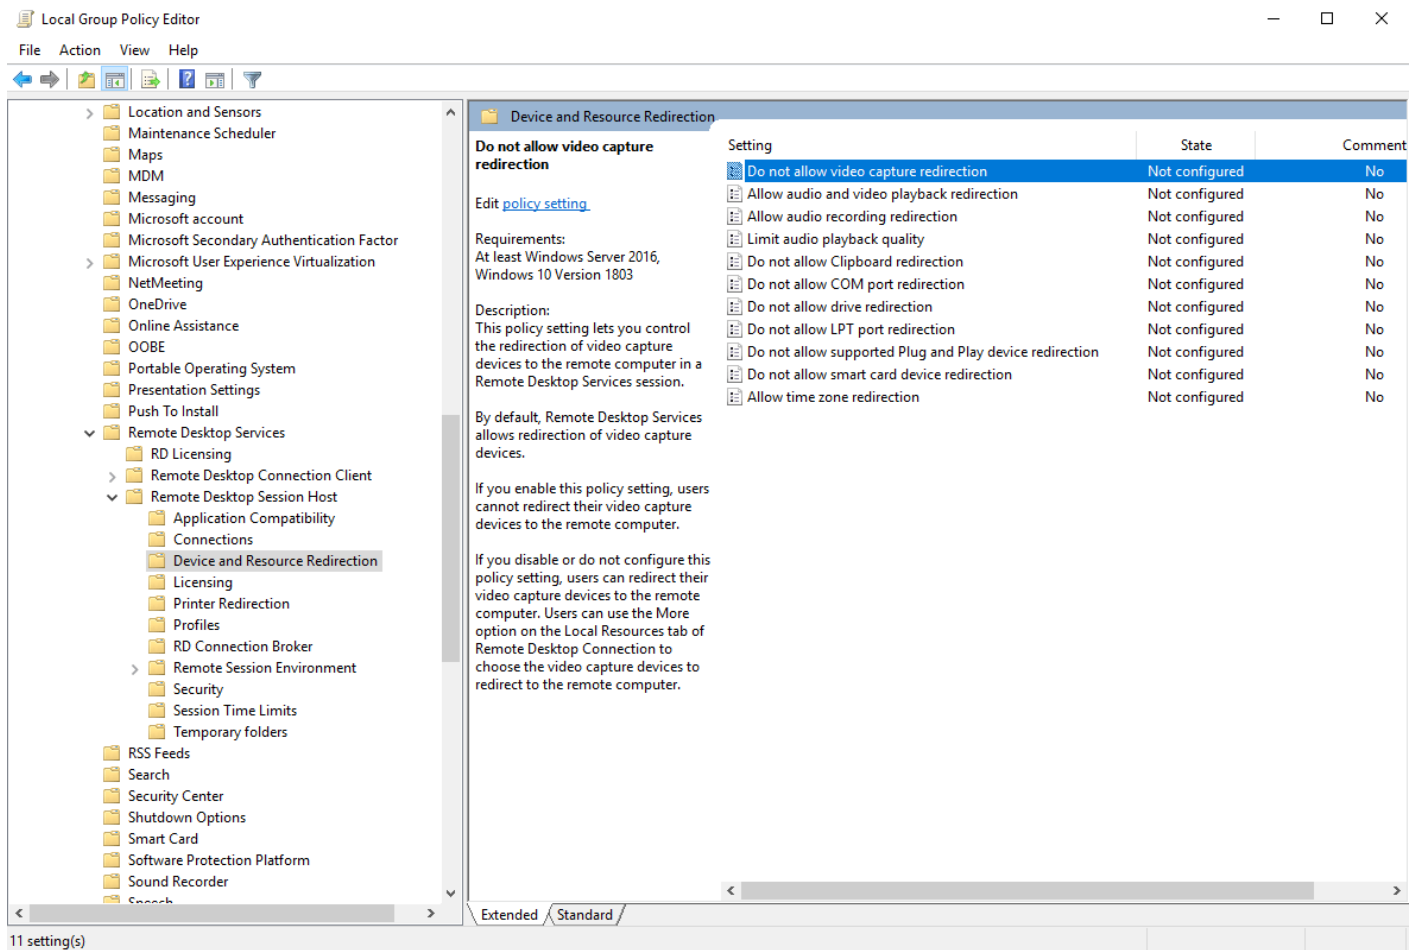 Local Group Policy Editor
File Action View Help
Location and Sensors
Maintenance Scheduler
Maps
MDM
Messaging
Microsoft account
Microsoft Secondary Authentication Factor
Microsoft User Experience Virtualization
NetMeeting
OneDrive
Online Assistance
OOBE
Portable Operating System
Presentation Settings
Push To Install
Remote Desktop Services
RD Licensing
Remote Desktop Connection Client
Remote Desktop Session Host
Application Compatibility
Connections
Device and Resource Redirection
Licensing
Printer Redirection
Profiles
RD Connection Broker
Remote Session Environment
Security
Session Time Limits
Temporary folders
RSS Feeds
Search
Security Center
Shutdown Options
Smart Card
Software Protection Platform
Sound Recorder
Speech
Device and Resource Redirection
Do not allow video capture
redirection
Edit policy setting
Requirements:
At least Windows Server 2016,
Windows 10 Version 1803
Description:
This policy setting lets you control
the redirection of video capture
devices to the remote computer in a
Remote Desktop Services session.
By default, Remote Desktop Services
allows redirection of video capture
devices.
If you enable this policy setting, users
cannot redirect their video capture
devices to the remote computer.
If you disable or do not configure this
policy setting, users can redirect their
video capture devices to the remote
computer. Users can use the More
option on the Local Resources tab of
Remote Desktop Connection to
choose the video capture devices to
redirect to the remote computer.
Setting State Comment
Do not allow video capture redirection Not configured No
Allow audio and video playback redirection Not configured No
Allow audio recording redirection Not configured No
Limit audio playback quality Not configured No
Do not allow Clipboard redirection Not configured No
Do not allow COM port redirection Not configured No
Do not allow drive redirection Not configured No
Do not allow LPT port redirection Not configured No
Do not allow supported Plug and Play device redirection Not configured No
Do not allow smart card device redirection Not configured No
Allow time zone redirection Not configured No
Extended Standard
11 setting(s)